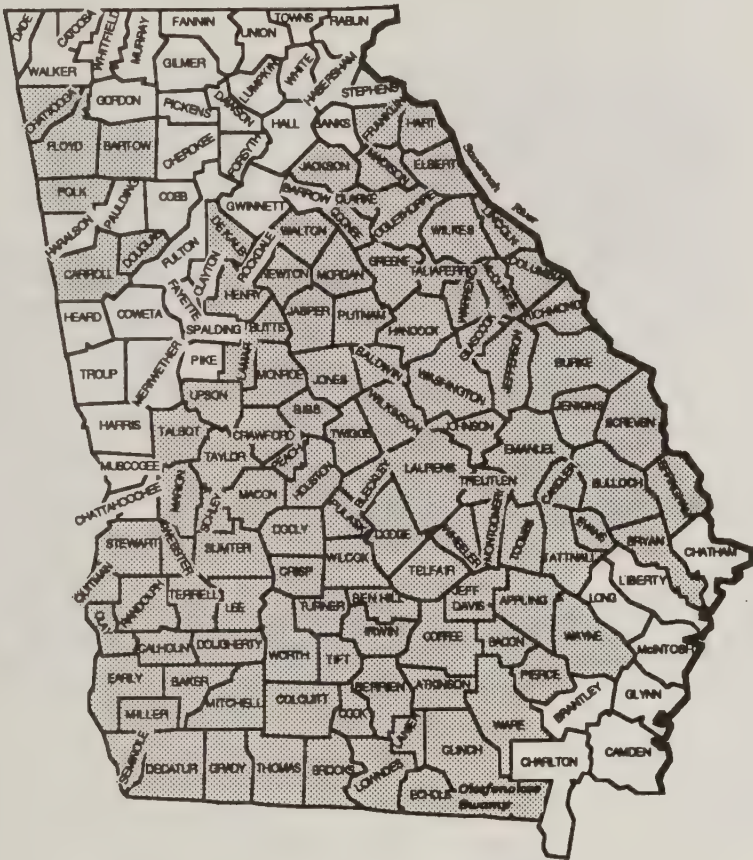 DADE
CATOOSA
WHITFIELD
MURRAY
FANNIN
UNION
TOWNS
RABUN
WALKER
GILMER
LUMPKIN
WHITE
HABERSHAM
STEPHENS
CHATTOOGA
GORDON
PICKENS
DAWSON
HALL
BANKS
FRANKLIN
HART
FLOYD
BARTOW
CHEROKEE
FORSYTH
JACKSON
MADISON
ELBERT
Savannah River
POLK
PAULDING
COBB
GWINNETT
BARROW
CLARKE
OCONEE
OGLETHORPE
WILKES
LINCOLN
HARALSON
DOUGLAS
FULTON
DE KALB
ROCKDALE
WALTON
MORGAN
GREENE
TALIAFERRO
McDUFFIE
COLUMBIA
CARROLL
FAYETTE
CLAYTON
HENRY
NEWTON
WARREN
RICHMOND
HEARD
COWETA
SPALDING
BUTTS
JASPER
PUTNAM
HANCOCK
GLASCOCK
JEFFERSON
BURKE
TROUP
MERIWETHER
PIKE
LAMAR
MONROE
JONES
BALDWIN
WASHINGTON
JENKINS
SCREVEN
UPSON
BIBB
WILKINSON
JOHNSON
EMANUEL
HARRIS
TALBOT
CRAWFORD
TWIGGS
MUSCOGEE
TAYLOR
PEACH
HOUSTON
BLECKLEY
LAURENS
TREUTLEN
CANDLER
BULLOCH
EFFINGHAM
CHATTAHOOCHEE
MARION
SCHLEY
MACON
PULASKI
DODGE
WHEELER
MONTGOMERY
TOOMBS
EVANS
BRYAN
CHATHAM
STEWART
WEBSTER
SUMTER
DOOLY
WILCOX
TELFAIR
TATTNALL
LIBERTY
LONG
QUITMAN
RANDOLPH
TERRELL
LEE
CRISP
TURNER
BEN HILL
JEFF
DAVIS
APPLING
WAYNE
McINTOSH
CLAY
CALHOUN
DOUGHERTY
WORTH
TIFT
IRWIN
COFFEE
BACON
PIERCE
GLYNN
EARLY
BAKER
MITCHELL
COLQUITT
COOK
BERRIEN
ATKINSON
WARE
BRANTLEY
MILLER
LANIER
CLINCH
CHARLTON
CAMDEN
SEMINOLE
DECATUR
GRADY
THOMAS
BROOKS
LOWNDES
ECHOLS
Okefenokee
Swamp